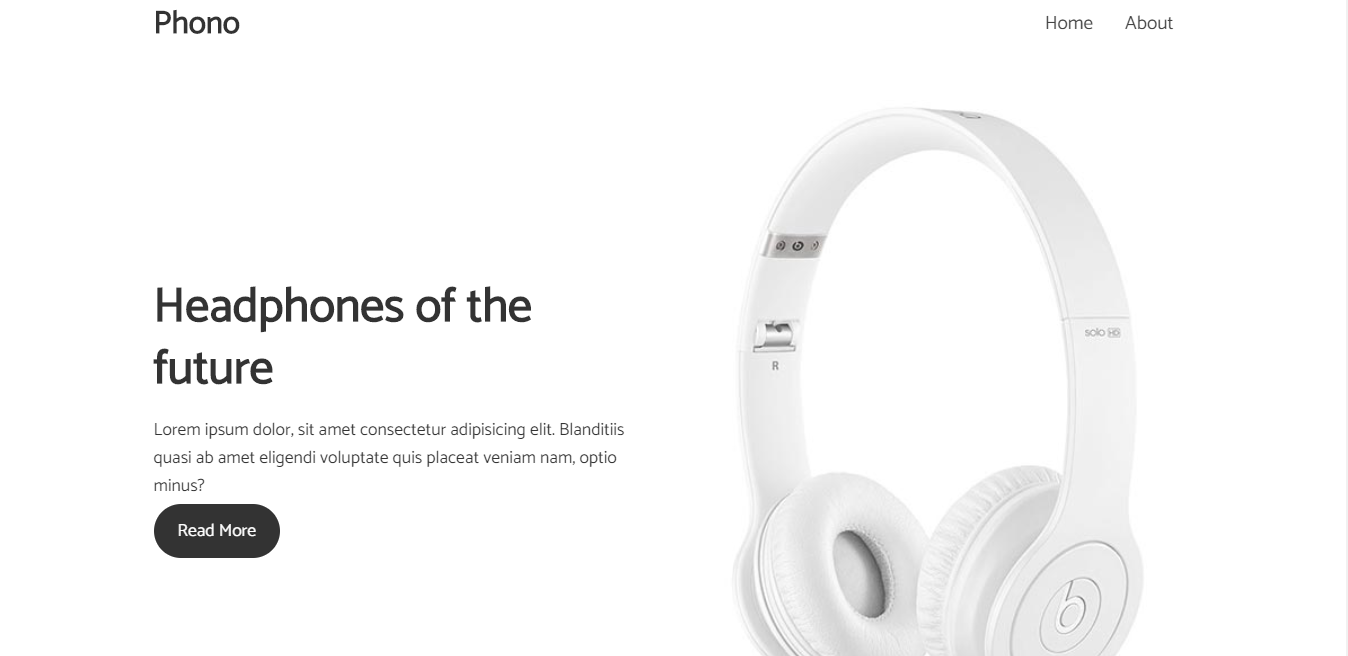 Phono
Home About
Headphones of the
future
Lorem ipsum dolor, sit amet consectetur adipisicing elit. Blanditiis
quasi ab amet eligendi voluptate quis placeat veniam nam, optio
minus?
Read More
solo HD
R